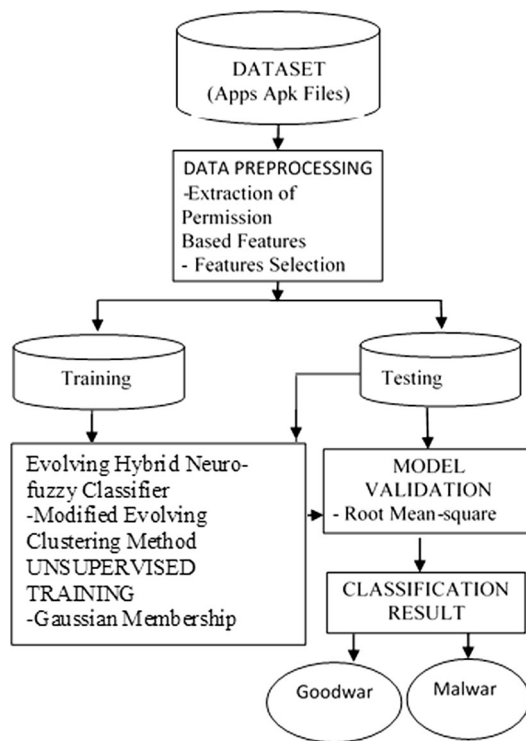 DATASET
(Apps Apk Files)
DATA PREPROCESSING
-Extraction of
Permission
Based Features
- Features Selection
Training
Testing
Evolving Hybrid Neuro-
fuzzy Classifier
-Modified Evolving
Clustering Method
UNSUPERVISED
TRAINING
-Gaussian Membership
MODEL
VALIDATION
- Root Mean-square
CLASSIFICATION
RESULT
Goodwar
Malwar